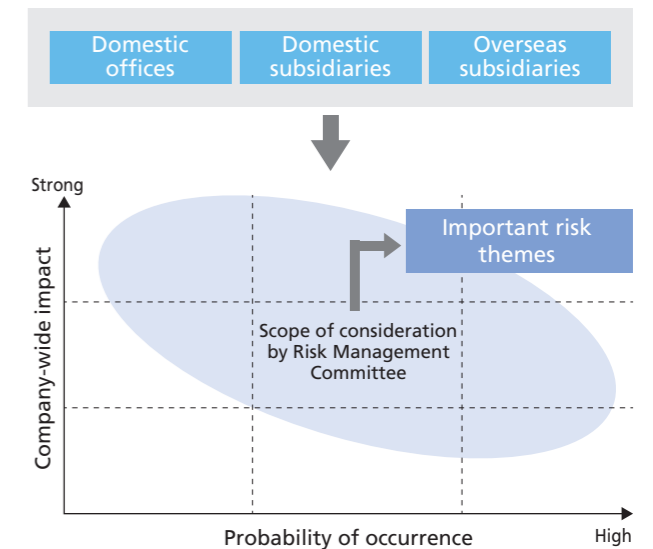 Domestic
offices
Domestic
subsidiaries
Overseas
subsidiaries
Strong
Important risk
themes
Company-wide impact
Scope of consideration
by Risk Management
Committee
Probability of occurrence
High